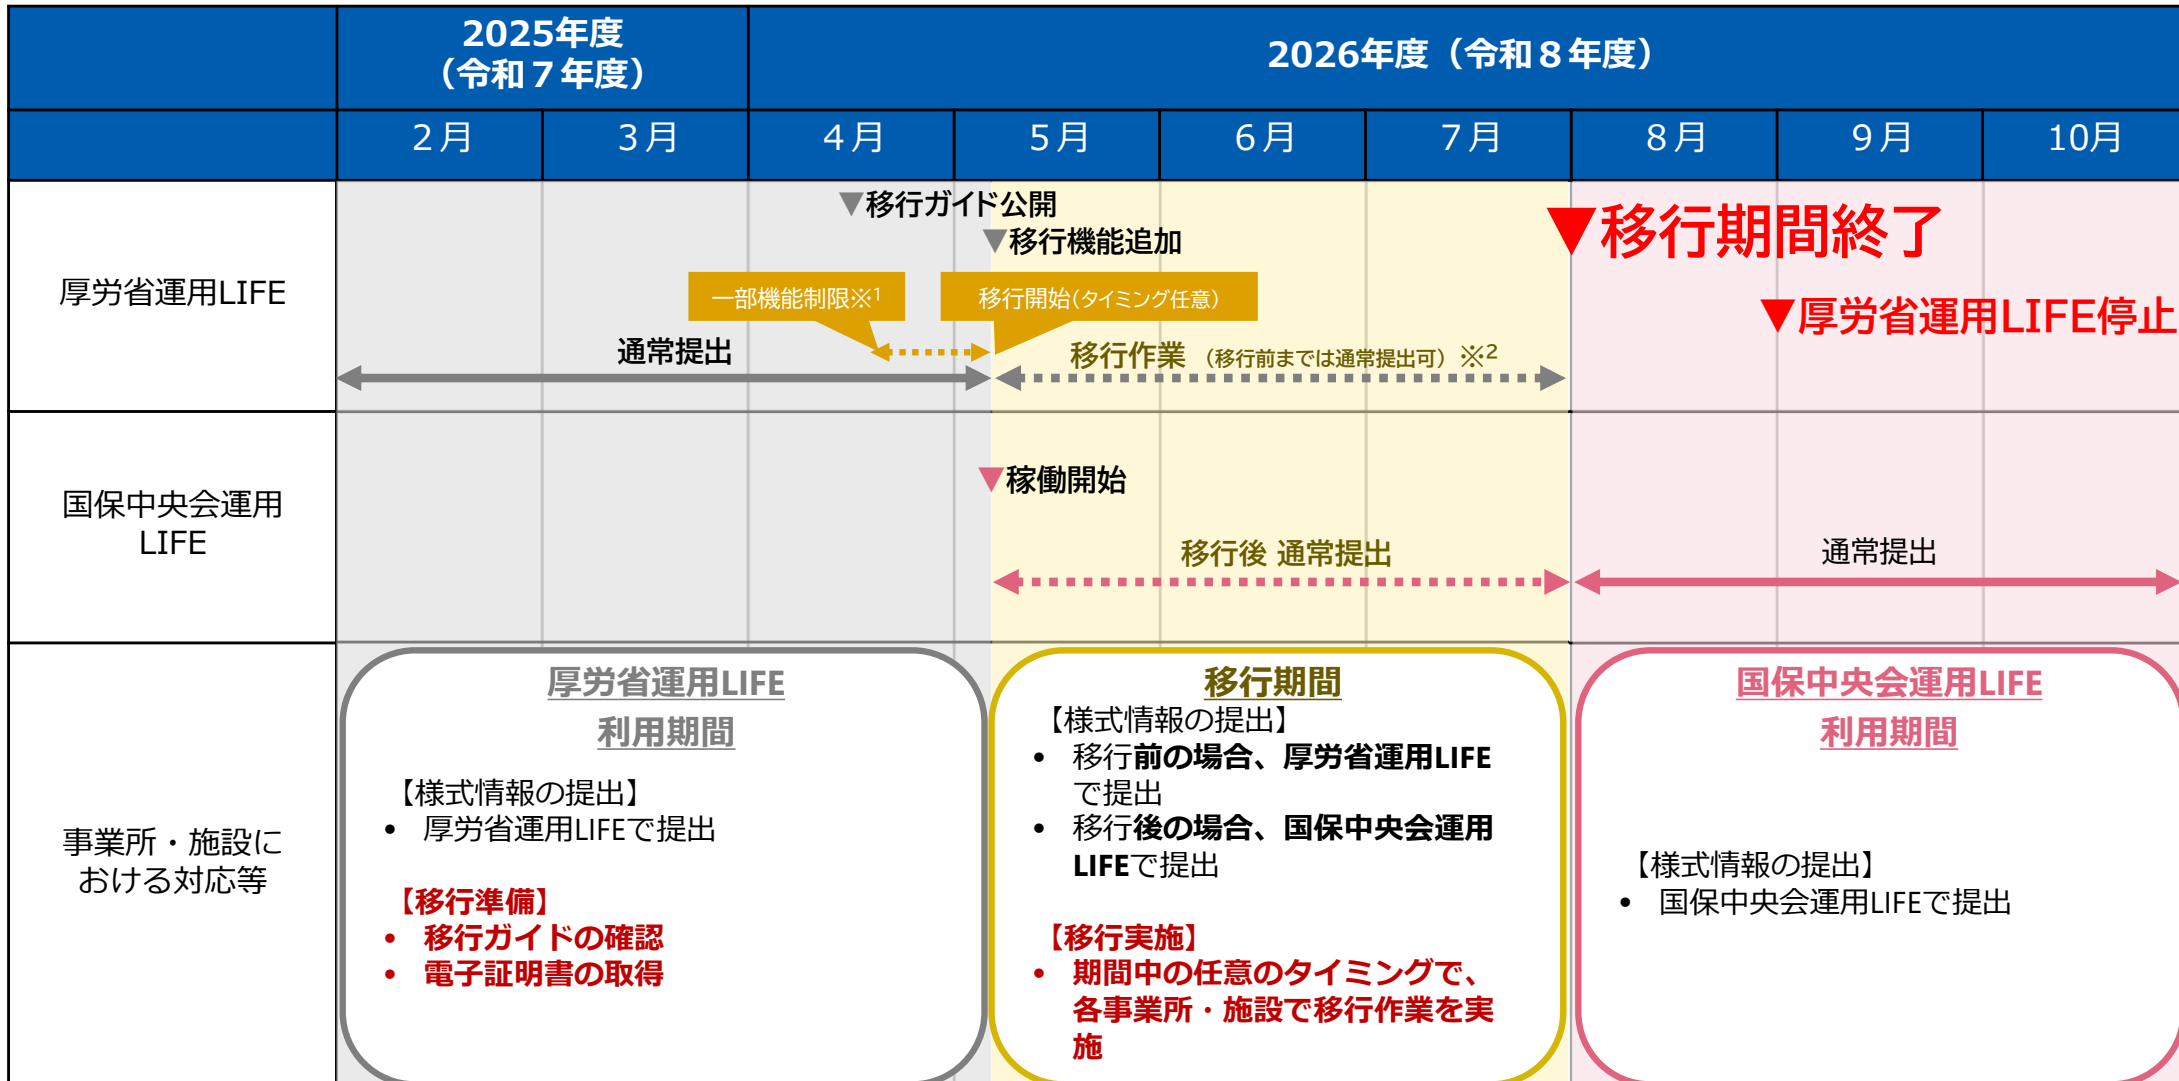 2025年度
（令和７年度）
2026年度（令和８年度）
２月
３月
４月
５月
６月
７月
８月
９月
10月
厚労省運用LIFE
▼移行ガイド公開
▼移行機能追加
▼移行期間終了
一部機能制限※1
移行開始(タイミング任意)
▼厚労省運用LIFE停止
通常提出
移行作業 （移行前までは通常提出可）※2
国保中央会運用
LIFE
▼稼働開始
移行後 通常提出
通常提出
事業所・施設に
おける対応等
厚労省運用LIFE
利用期間
【様式情報の提出】
• 厚労省運用LIFEで提出
【移行準備】
• 移行ガイドの確認
• 電子証明書の取得
移行期間
【様式情報の提出】
• 移行前の場合、厚労省運用LIFE
で提出
• 移行後の場合、国保中央会運用
LIFEで提出
【移行実施】
• 期間中の任意のタイミングで、
各事業所・施設で移行作業を実
施
国保中央会運用LIFE
利用期間
【様式情報の提出】
• 国保中央会運用LIFEで提出